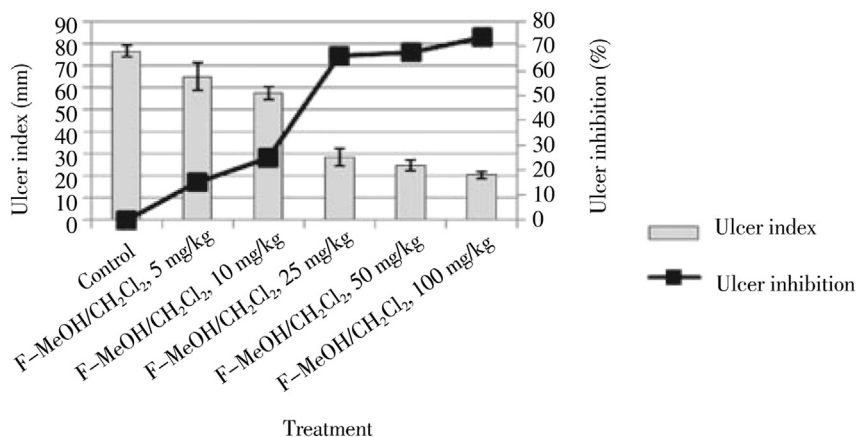 Ulcer index (mm)
90
80
70
60
50
40
30
20
10
0
80
70
60
50
40
30
20
10
0
Ulcer inhibition (%)
Control
F–MeOH/CH₂Cl₂, 5 mg/kg
F–MeOH/CH₂Cl₂, 10 mg/kg
F–MeOH/CH₂Cl₂, 25 mg/kg
F–MeOH/CH₂Cl₂, 50 mg/kg
F–MeOH/CH₂Cl₂, 100 mg/kg
Treatment
Ulcer index
Ulcer inhibition